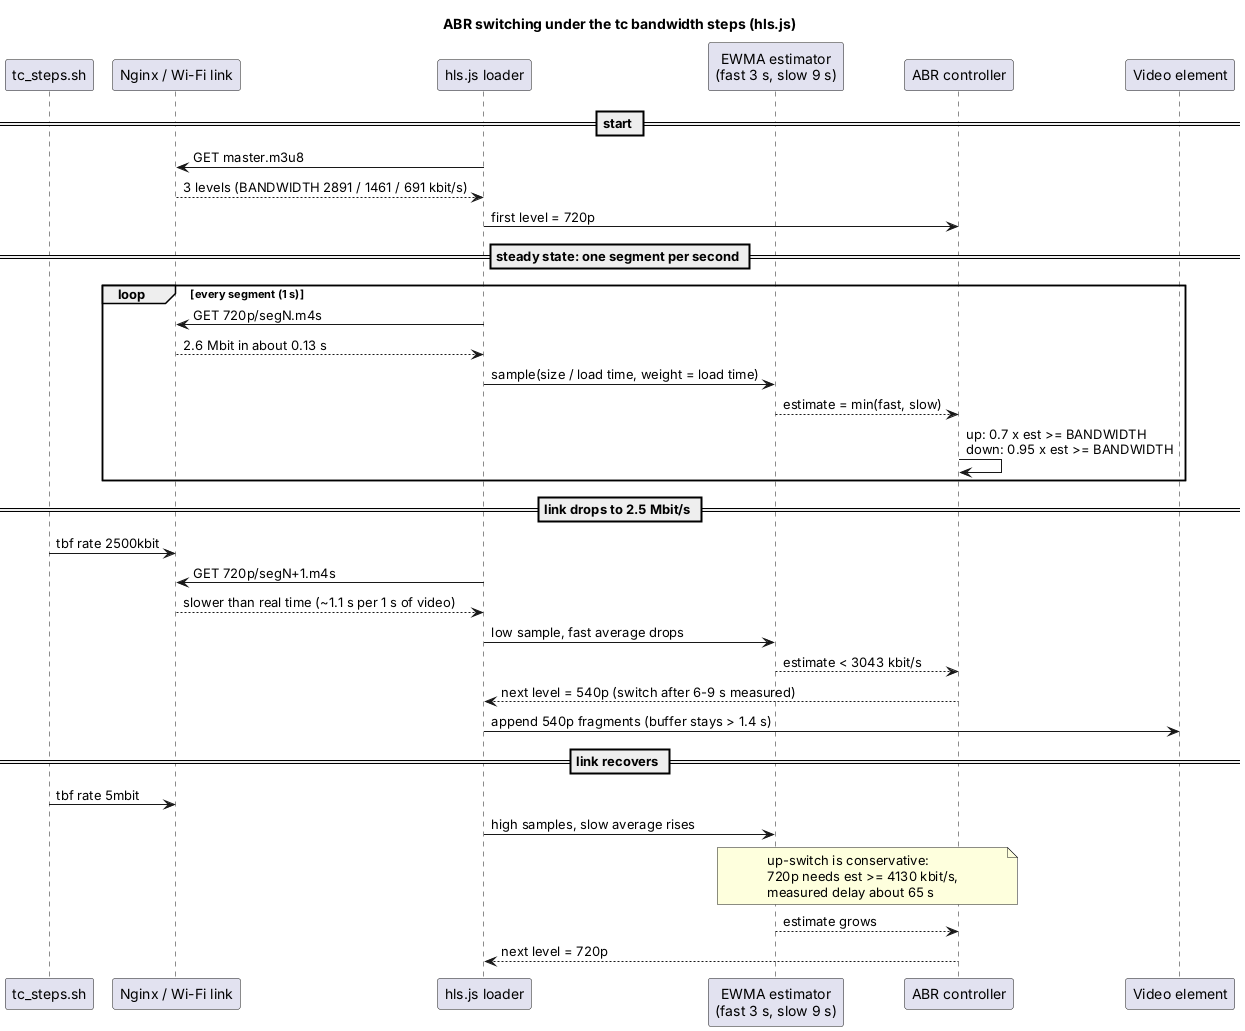 ABR switching under the tc bandwidth steps (hls.js)
tc_steps.sh
Nginx / Wi-Fi link
hls.js loader
EWMA estimator
(fast 3 s, slow 9 s)
ABR controller
Video element
start
GET master.m3u8
3 levels (BANDWIDTH 2891 / 1461 / 691 kbit/s)
first level = 720p
steady state: one segment per second
loop
[every segment (1 s)]
GET 720p/segN.m4s
2.6 Mbit in about 0.13 s
sample(size / load time, weight = load time)
estimate = min(fast, slow)
up: 0.7 x est >= BANDWIDTH
down: 0.95 x est >= BANDWIDTH
link drops to 2.5 Mbit/s
tbf rate 2500kbit
GET 720p/segN+1.m4s
slower than real time (~1.1 s per 1 s of video)
low sample, fast average drops
estimate < 3043 kbit/s
next level = 540p (switch after 6-9 s measured)
append 540p fragments (buffer stays > 1.4 s)
link recovers
tbf rate 5mbit
high samples, slow average rises
up-switch is conservative:
720p needs est >= 4130 kbit/s,
measured delay about 65 s
estimate grows
next level = 720p
tc_steps.sh
Nginx / Wi-Fi link
hls.js loader
EWMA estimator
(fast 3 s, slow 9 s)
ABR controller
Video element